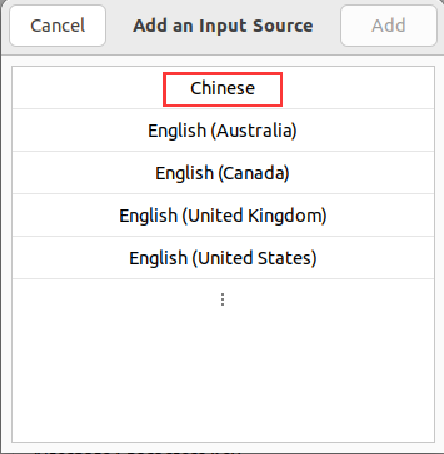 Cancel Add an Input Source Add
Chinese
English (Australia)
English (Canada)
English (United Kingdom)
English (United States)